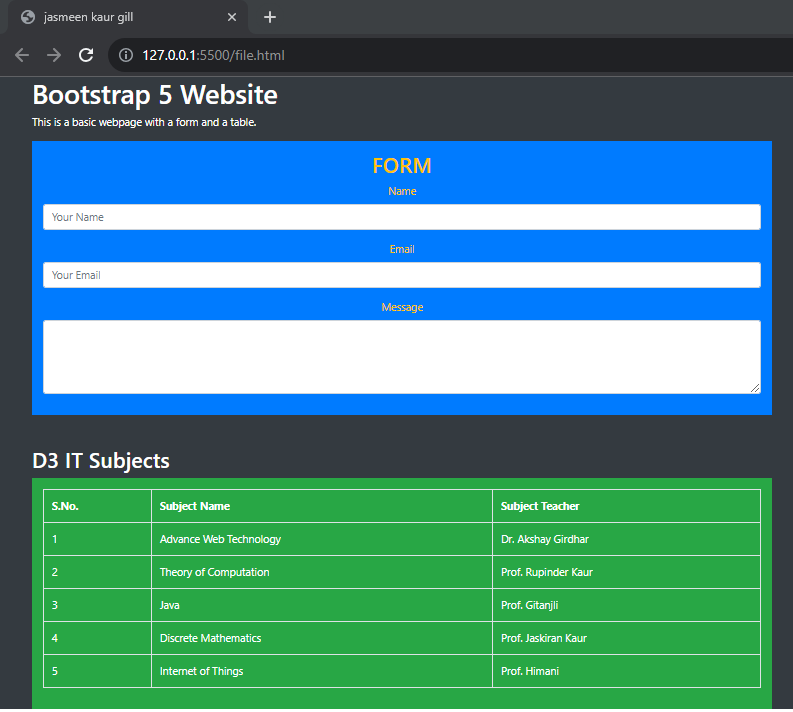 jasmeen kaur gill
127.0.0.1:5500/file.html
Bootstrap 5 Website
This is a basic webpage with a form and a table.
FORM
Name
Your Name
Email
Your Email
Message
D3 IT Subjects
S.No. Subject Name Subject Teacher
1 Advance Web Technology Dr. Akshay Girdhar
2 Theory of Computation Prof. Rupinder Kaur
3 Java Prof. Gitanjli
4 Discrete Mathematics Prof. Jaskiran Kaur
5 Internet of Things Prof. Himani